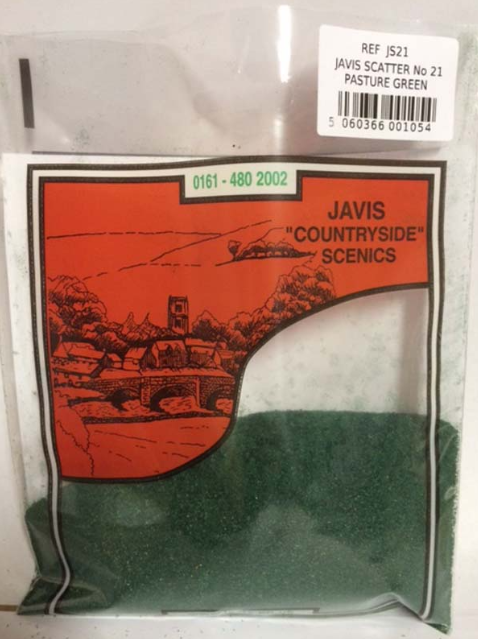 REF JS21
JAVIS SCATTER No 21
PASTURE GREEN
5 060366 001054
0161 - 480 2002
JAVIS
"COUNTRYSIDE"
SCENICS